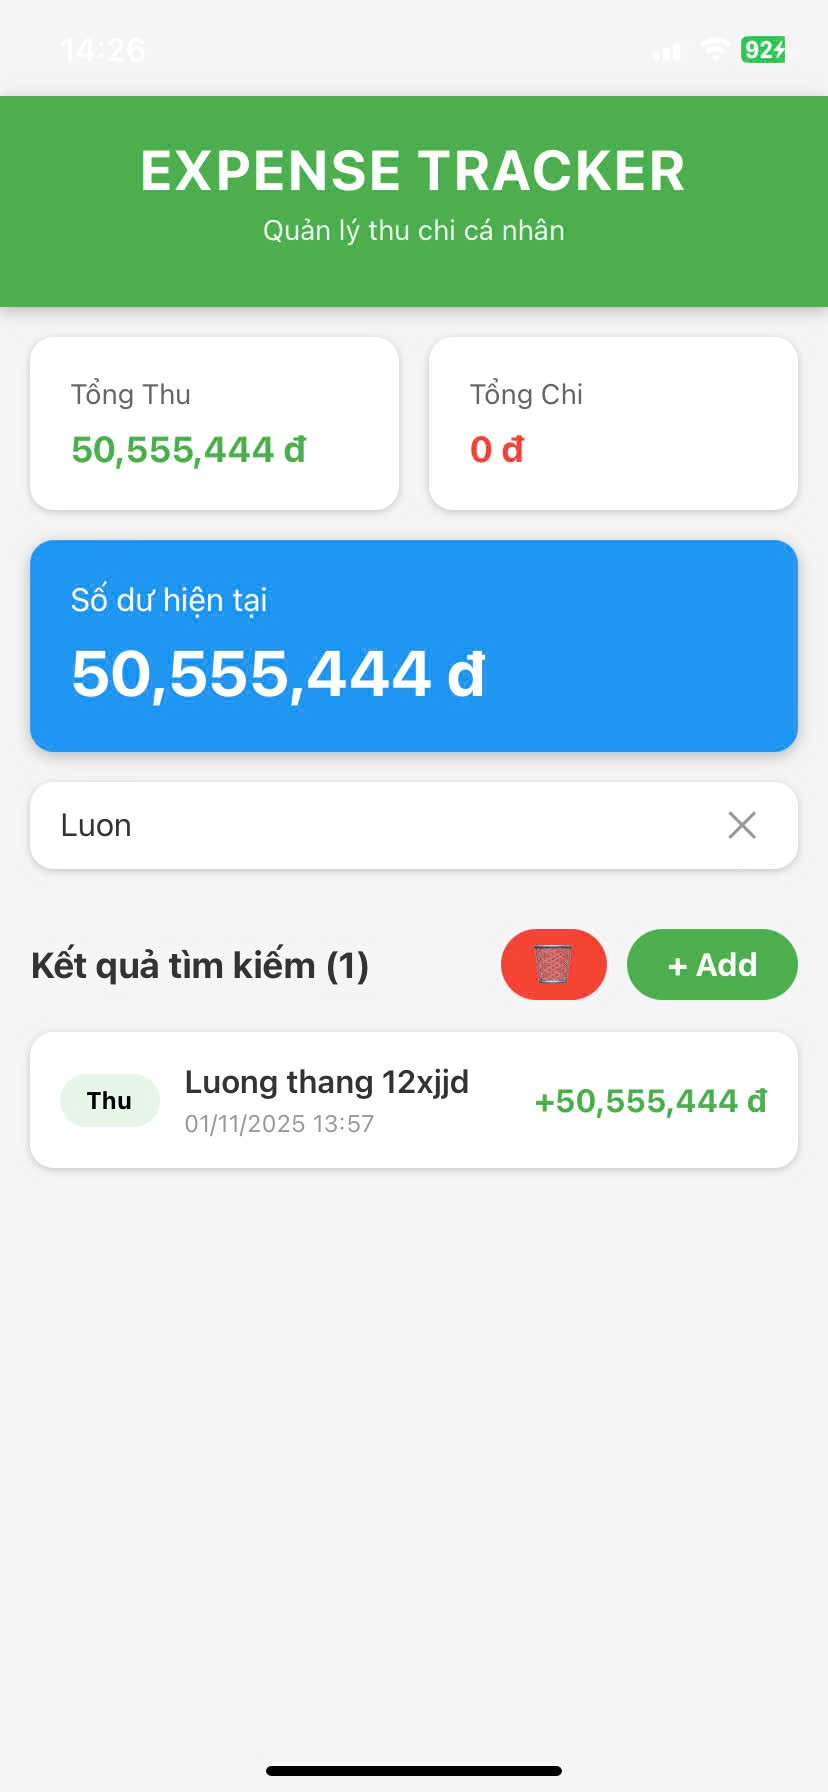 14:26
92
EXPENSE TRACKER
Quản lý thu chi cá nhân
Tổng Thu
50,555,444 đ
Tổng Chi
0 đ
Số dư hiện tại
50,555,444 đ
Luon
Kết quả tìm kiếm (1)
+ Add
Thu
Luong thang 12xjjd
01/11/2025 13:57
+50,555,444 đ